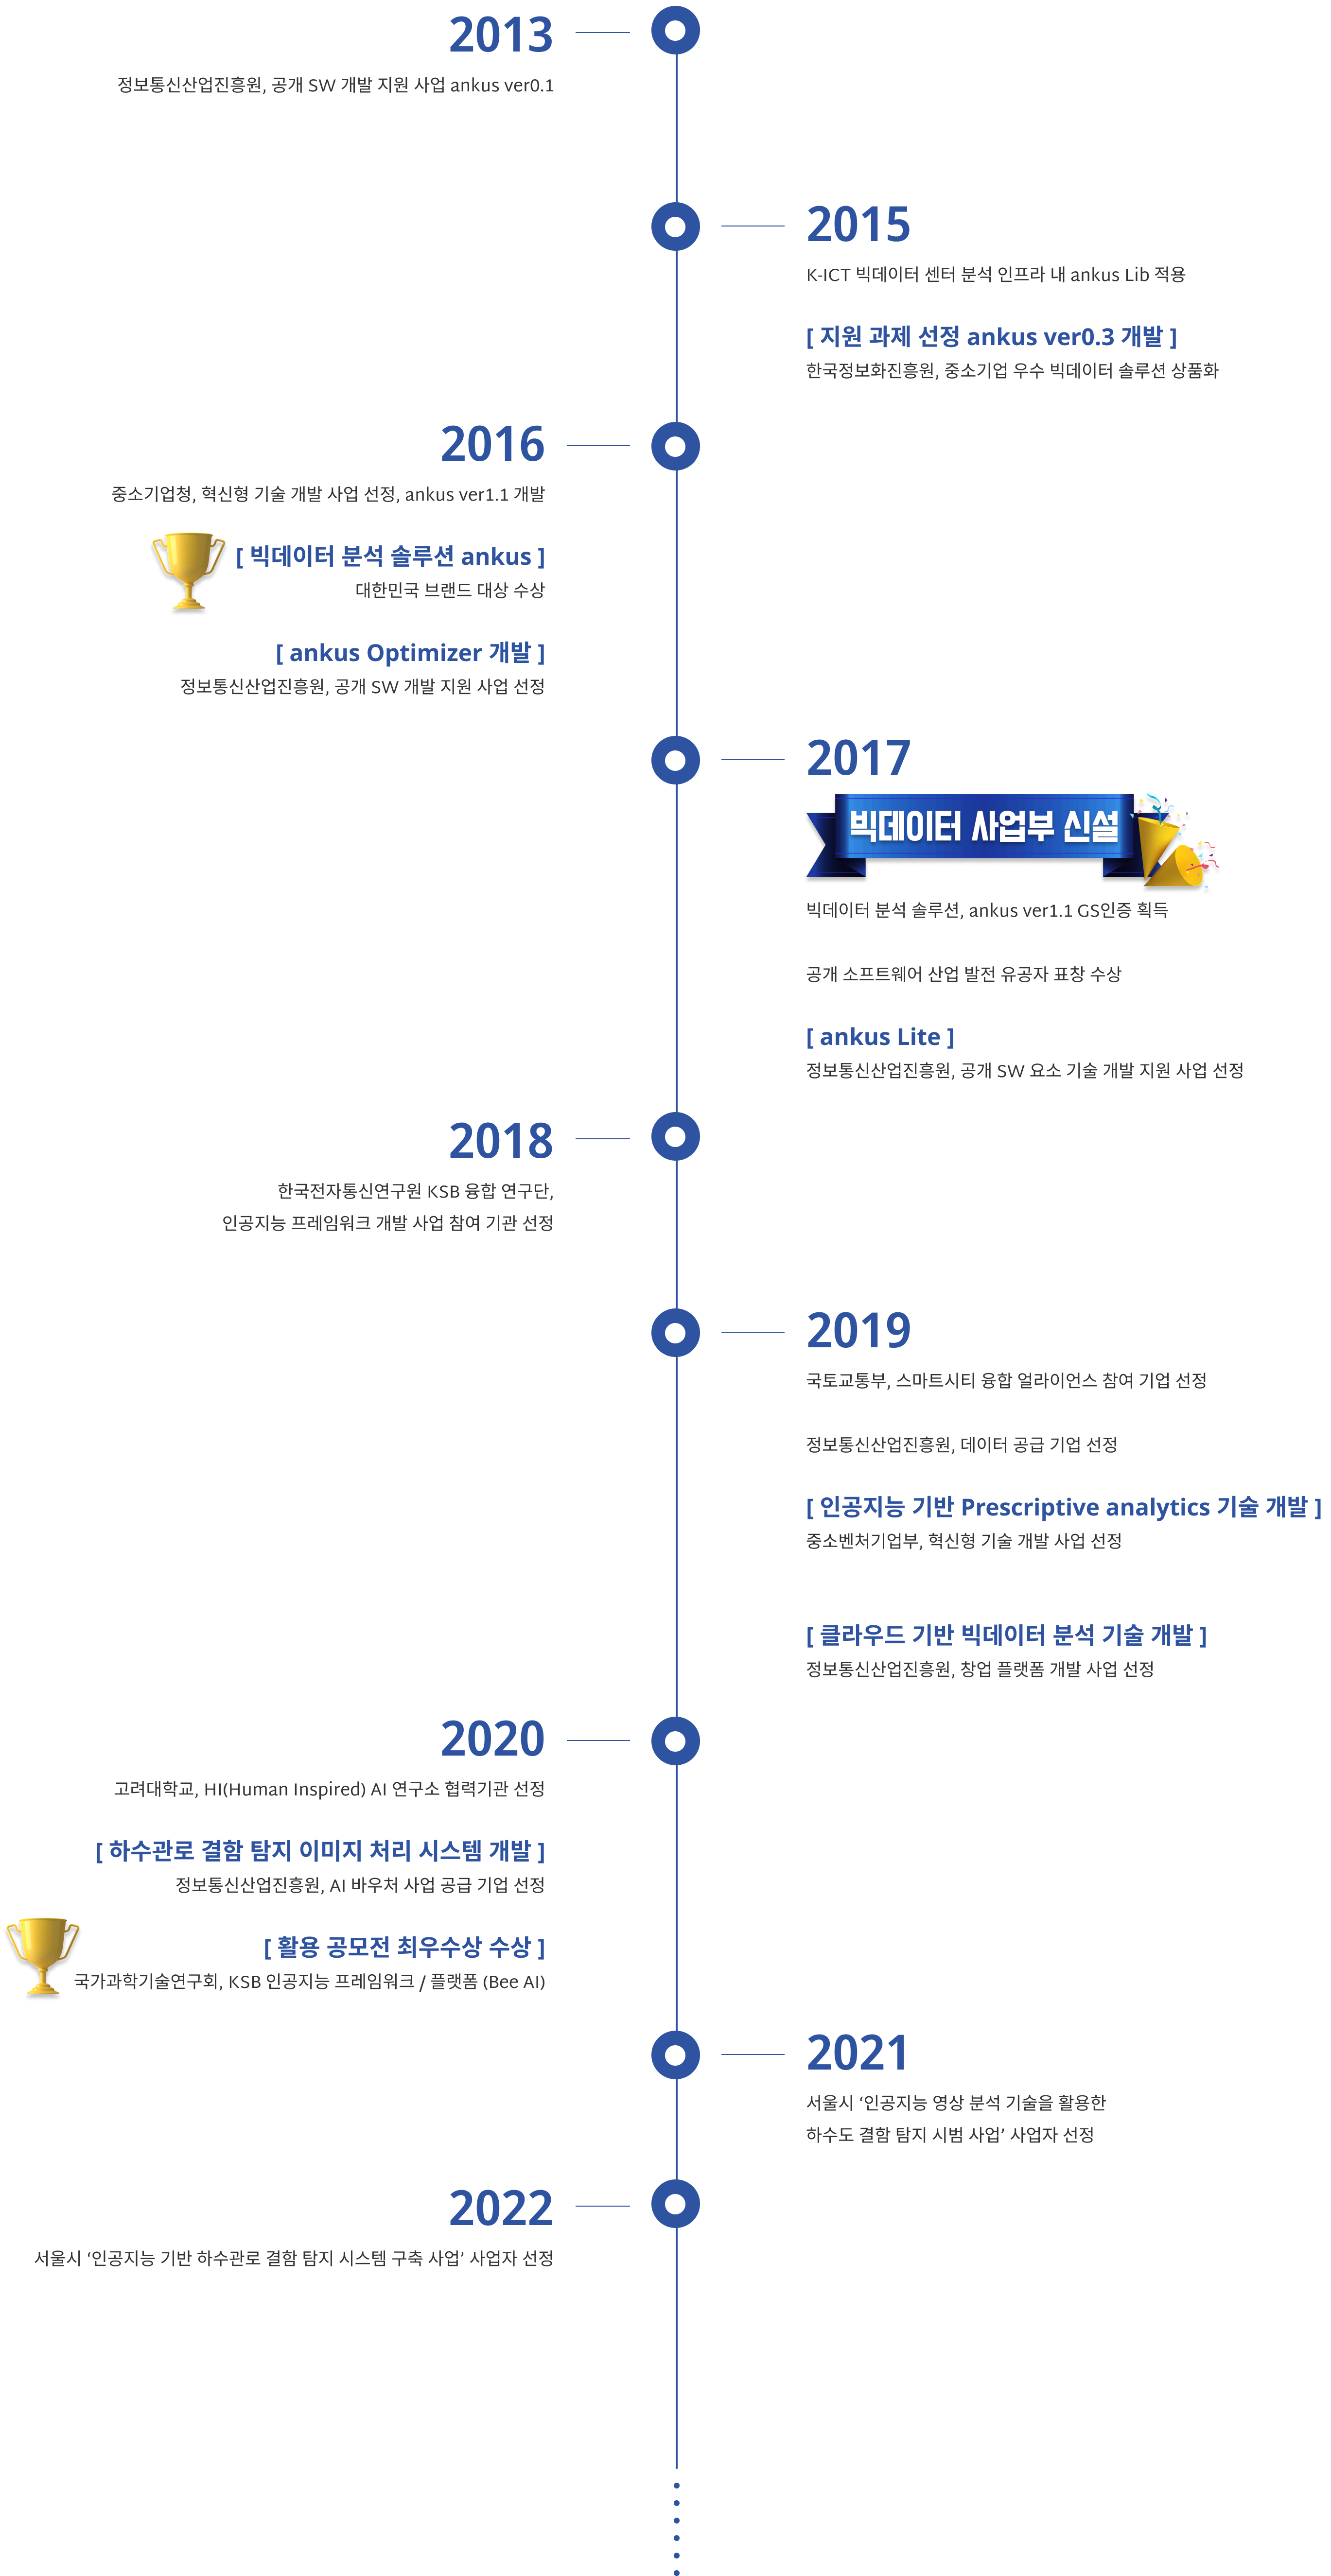 2013
정보통신산업진흥원, 공개 SW 개발 지원 사업 ankus ver0.1
2015
K-ICT 빅데이터 센터 분석 인프라 내 ankus Lib 적용
[ 지원 과제 선정 ankus ver0.3 개발 ]
한국정보화진흥원, 중소기업 우수 빅데이터 솔루션 상품화
2016
중소기업청, 혁신형 기술 개발 사업 선정, ankus ver1.1 개발
[ 빅데이터 분석 솔루션 ankus ]
대한민국 브랜드 대상 수상
[ ankus Optimizer 개발 ]
정보통신산업진흥원, 공개 SW 개발 지원 사업 선정
2017
빅데이터 사업부 신설
빅데이터 분석 솔루션, ankus ver1.1 GS인증 획득
공개 소프트웨어 산업 발전 유공자 표창 수상
[ ankus Lite ]
정보통신산업진흥원, 공개 SW 요소 기술 개발 지원 사업 선정
2018
한국전자통신연구원 KSB 융합 연구단,
인공지능 프레임워크 개발 사업 참여 기관 선정
2019
국토교통부, 스마트시티 융합 얼라이언스 참여 기업 선정
정보통신산업진흥원, 데이터 공급 기업 선정
[ 인공지능 기반 Prescriptive analytics 기술 개발 ]
중소벤처기업부, 혁신형 기술 개발 사업 선정
[ 클라우드 기반 빅데이터 분석 기술 개발 ]
정보통신산업진흥원, 창업 플랫폼 개발 사업 선정
2020
고려대학교, HI(Human Inspired) AI 연구소 협력기관 선정
[ 하수관로 결함 탐지 이미지 처리 시스템 개발 ]
정보통신산업진흥원, AI 바우처 사업 공급 기업 선정
[ 활용 공모전 최우수상 수상 ]
국가과학기술연구회, KSB 인공지능 프레임워크 / 플랫폼 (Bee AI)
2021
서울시 ‘인공지능 영상 분석 기술을 활용한
하수도 결함 탐지 시범 사업’ 사업자 선정
2022
서울시 ‘인공지능 기반 하수관로 결함 탐지 시스템 구축 사업’ 사업자 선정